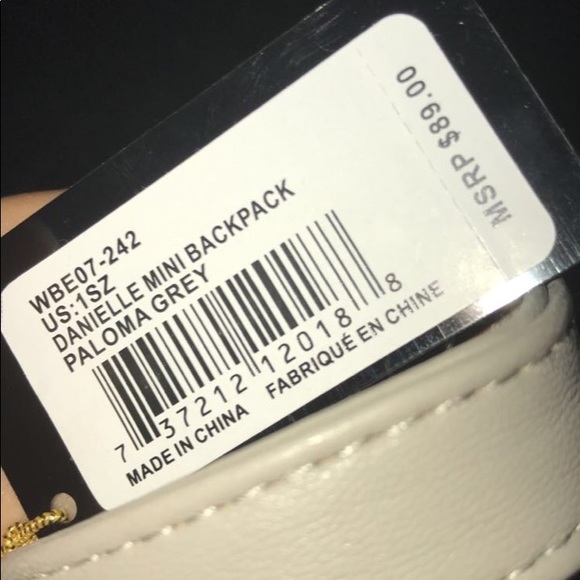 WBE07-242
US:1SZ
DANIELLE MINI BACKPACK
PALOMA GREY
7 37212 12018 8
MADE IN CHINA FABRIQUÉ EN CHINE
MSRP $89.00